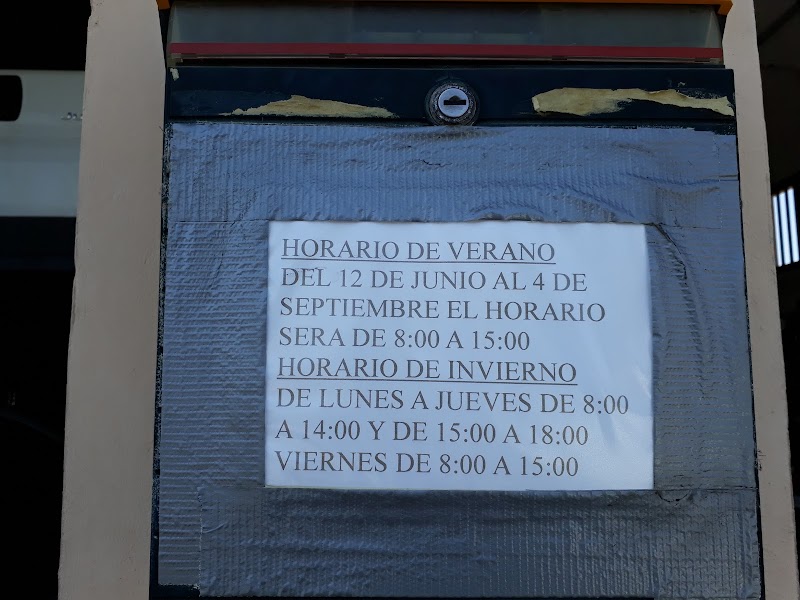 HORARIO DE VERANO
DEL 12 DE JUNIO AL 4 DE
SEPTIEMBRE EL HORARIO
SERA DE 8:00 A 15:00
HORARIO DE INVIERNO
DE LUNES A JUEVES DE 8:00
A 14:00 Y DE 15:00 A 18:00
VIERNES DE 8:00 A 15:00